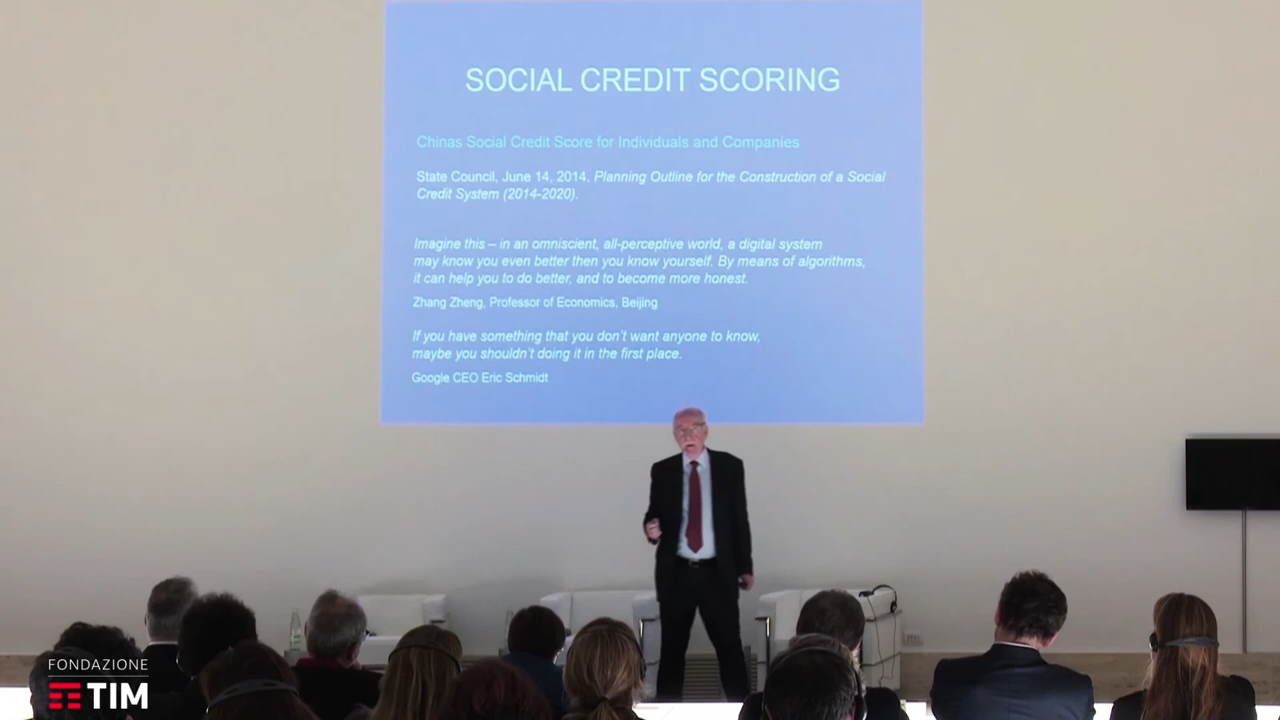 SOCIAL CREDIT SCORING
Chinas Social Credit Score for Individuals and Companies
State Council, June 14, 2014. Planning Outline for the Construction of a Social
Credit System (2014-2020).
Imagine this – in an omniscient, all-perceptive world, a digital system
may know you even better then you know yourself. By means of algorithms,
it can help you to do better, and to become more honest.
Zhang Zheng, Professor of Economics, Beijing
If you have something that you don't want anyone to know,
maybe you shouldn't doing it in the first place.
Google CEO Eric Schmidt
FONDAZIONE
TIM